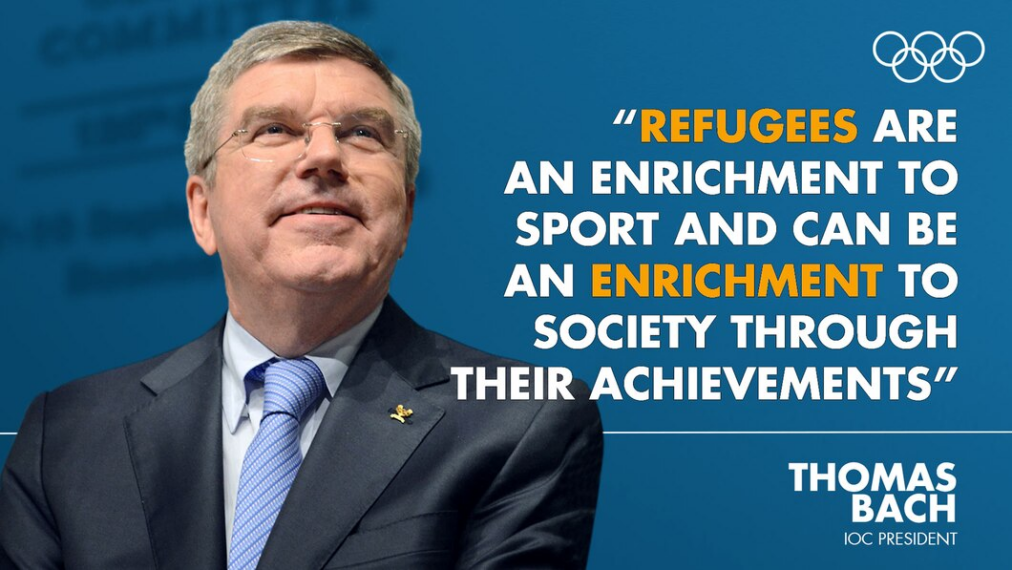 COMMITTEE
“REFUGEES ARE
AN ENRICHMENT TO
SPORT AND CAN BE
AN ENRICHMENT TO
SOCIETY THROUGH
THEIR ACHIEVEMENTS”
THOMAS
BACH
IOC PRESIDENT